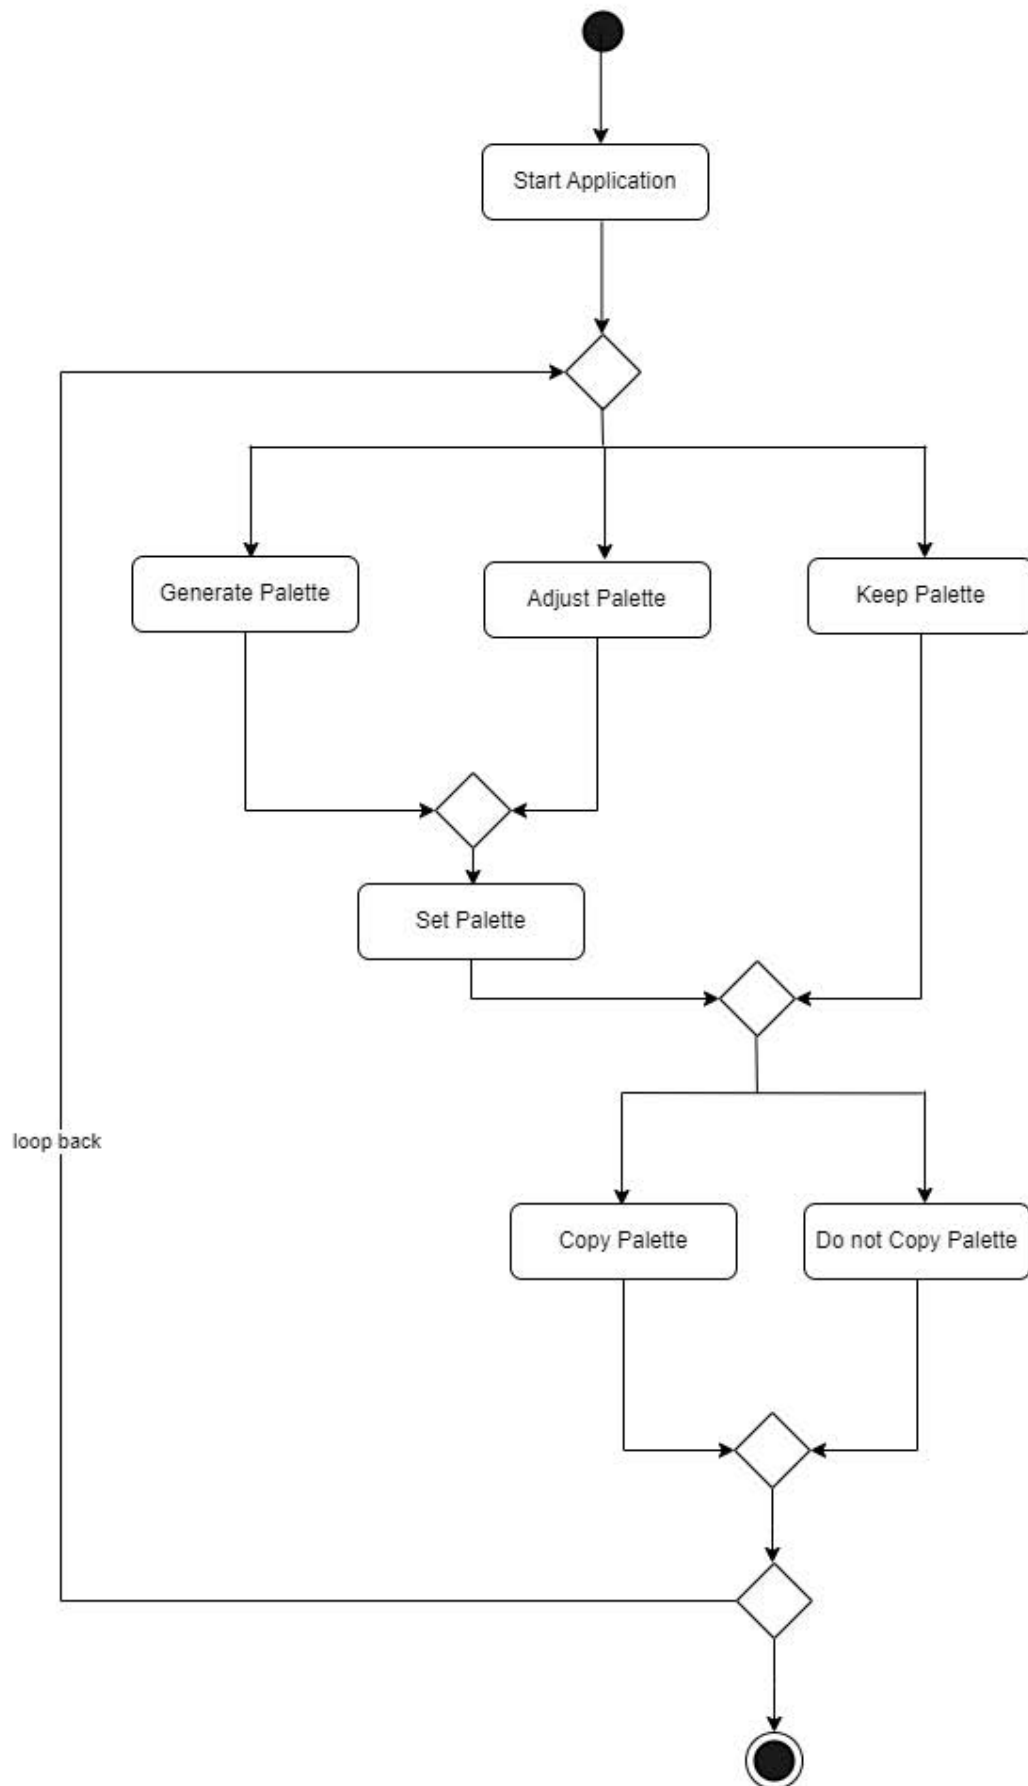 Start Application
Generate Palette
Adjust Palette
Keep Palette
Set Palette
loop back
Copy Palette
Do not Copy Palette